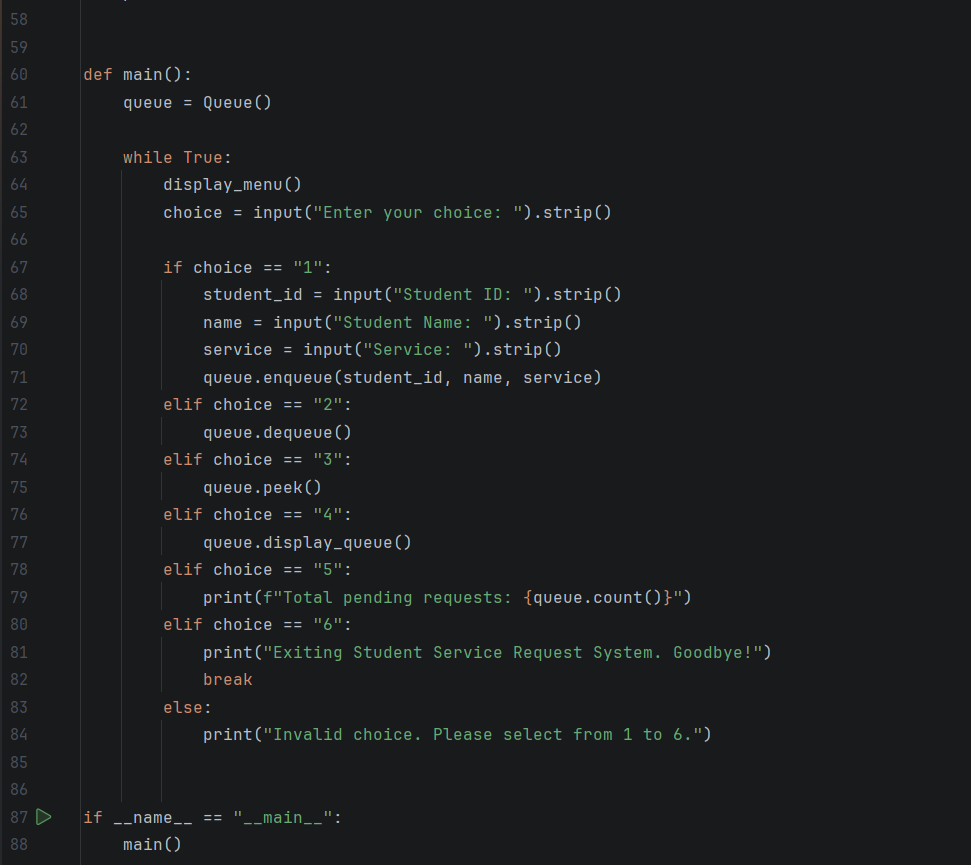 58
59
60 def main():
61     queue = Queue()
62
63     while True:
64         display_menu()
65         choice = input("Enter your choice: ").strip()
66
67         if choice == "1":
68             student_id = input("Student ID: ").strip()
69             name = input("Student Name: ").strip()
70             service = input("Service: ").strip()
71             queue.enqueue(student_id, name, service)
72         elif choice == "2":
73             queue.dequeue()
74         elif choice == "3":
75             queue.peek()
76         elif choice == "4":
77             queue.display_queue()
78         elif choice == "5":
79             print(f"Total pending requests: {queue.count()}")
80         elif choice == "6":
81             print("Exiting Student Service Request System. Goodbye!")
82             break
83         else:
84             print("Invalid choice. Please select from 1 to 6.")
85
86
87 if __name__ == "__main__":
88     main()